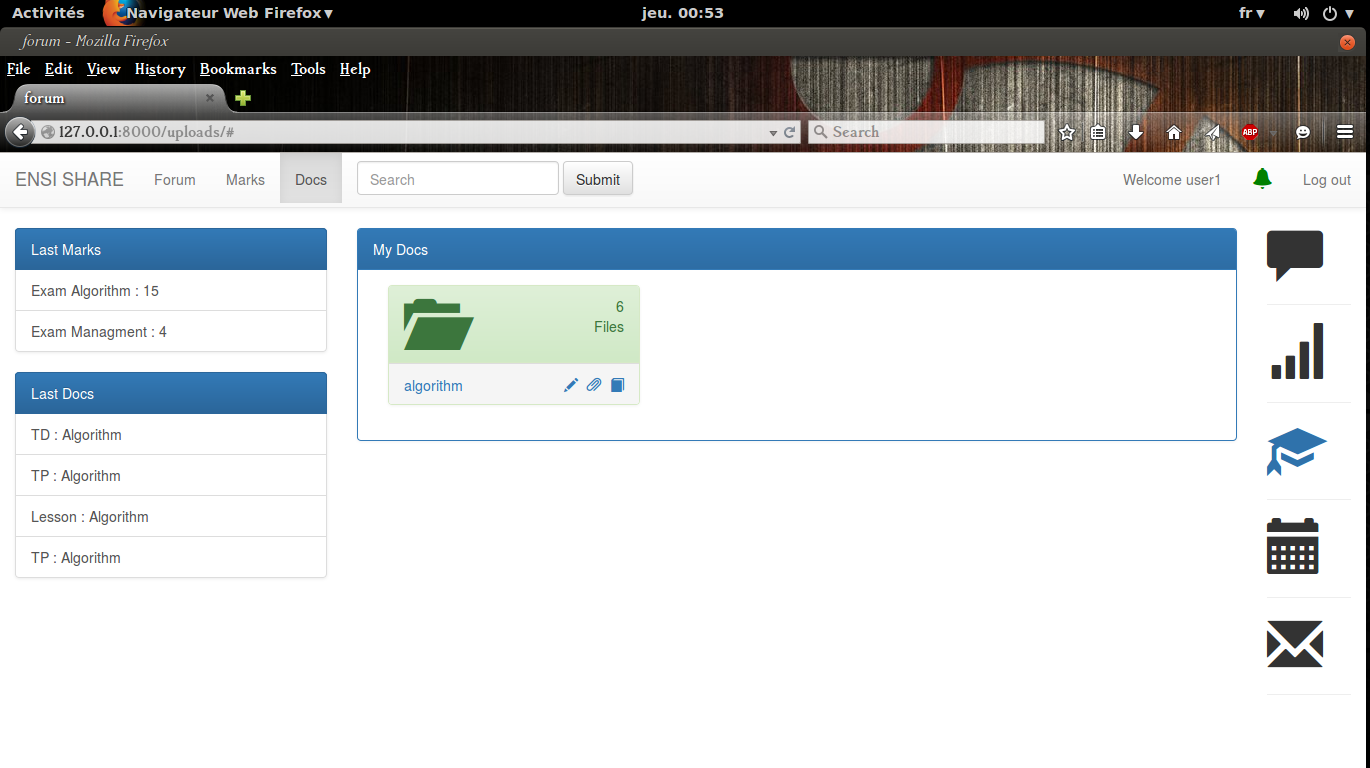 Activités Navigateur Web Firefox jeu. 00:53 fr
forum - Mozilla Firefox
File Edit View History Bookmarks Tools Help
forum
127.0.0.1:8000/uploads/# Search ABP
ENSI SHARE Forum Marks Docs Search Submit Welcome user1 Log out
Last Marks
Exam Algorithm : 15
Exam Managment : 4
Last Docs
TD : Algorithm
TP : Algorithm
Lesson : Algorithm
TP : Algorithm
My Docs
6
Files
algorithm